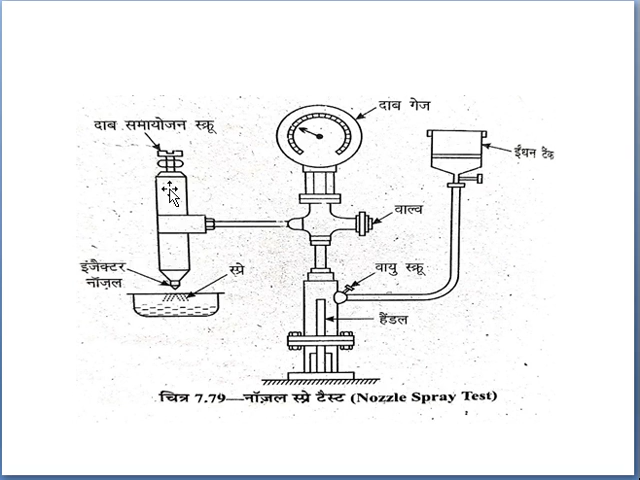 दाब गेज
दाब समायोजन स्क्रू
ईंधन टैंक
वाल्व
इंजैक्टर
नॉज़ल
स्प्रे
वायु स्क्रू
हैंडल
चित्र 7.79—नॉज़ल स्प्रे टैस्ट (Nozzle Spray Test)